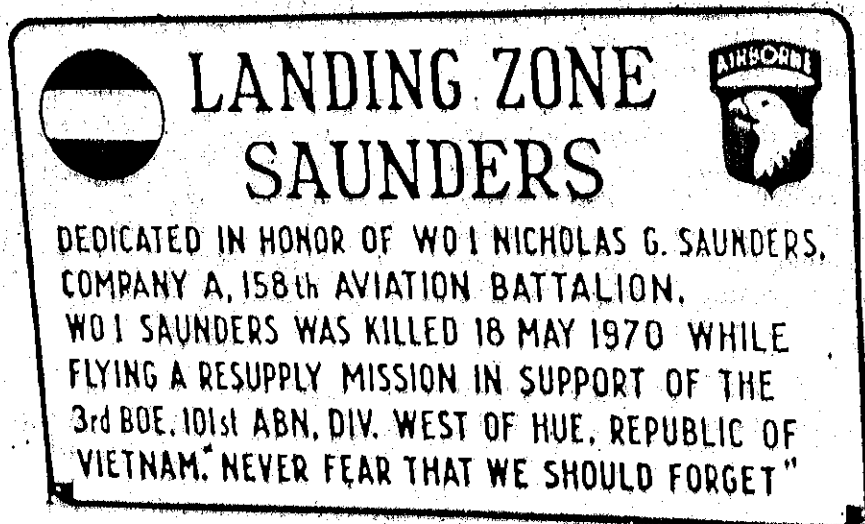 LANDING ZONE
AIRBORNE
SAUNDERS
DEDICATED IN HONOR OF WO1 NICHOLAS G. SAUNDERS,
COMPANY A, 158th AVIATION BATTALION.
WO1 SAUNDERS WAS KILLED 18 MAY 1970 WHILE
FLYING A RESUPPLY MISSION IN SUPPORT OF THE
3rd BDE, 101st ABN. DIV. WEST OF HUE, REPUBLIC OF
VIETNAM. "NEVER FEAR THAT WE SHOULD FORGET"